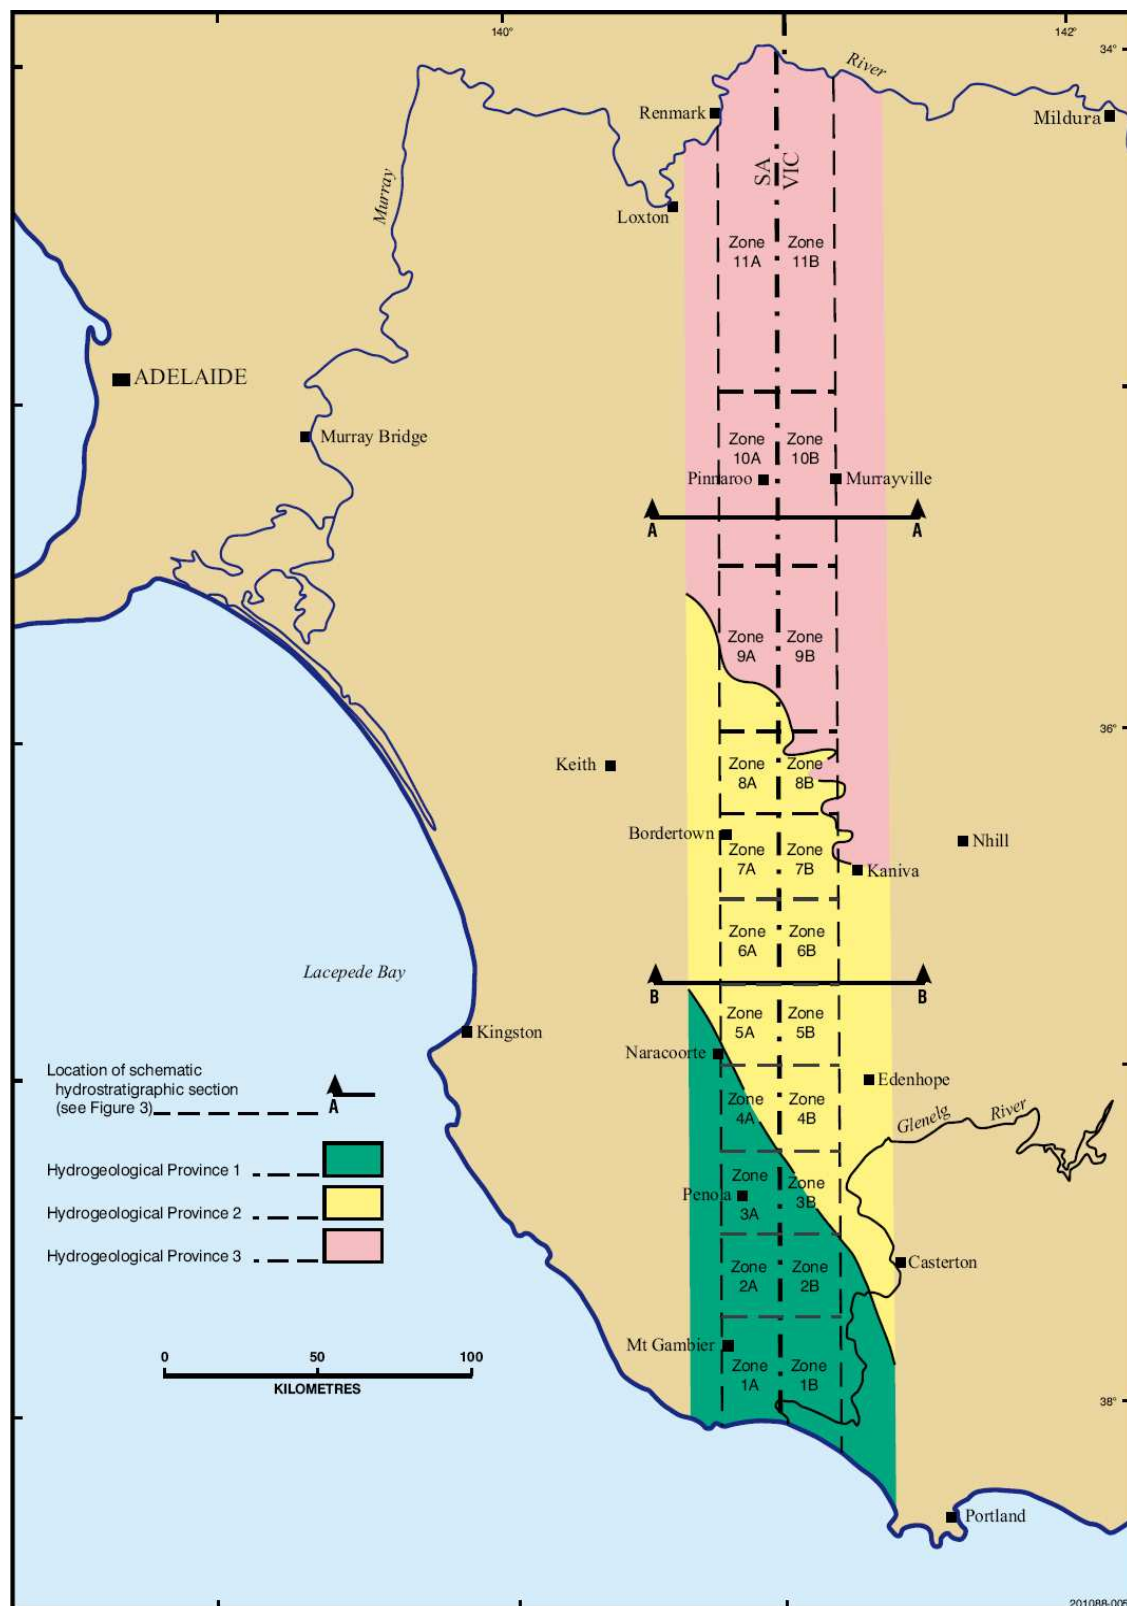 140°
142°
34°
River
Renmark
Mildura
SA
VIC
Murray
Loxton
Zone
11A
Zone
11B
ADELAIDE
Murray Bridge
Zone
10A
Zone
10B
Pinnaroo
Murrayville
A
A
Zone
9A
Zone
9B
36°
Keith
Zone
8A
Zone
8B
Bordertown
Zone
7A
Zone
7B
Nhill
Kaniva
Zone
6A
Zone
6B
Lacepede Bay
B
B
Zone
5A
Zone
5B
Kingston
Naracoorte
Edenhope
Zone
4A
Zone
4B
Glenelg River
Location of schematic
hydrostratigraphic section
(see Figure 3)
A
Hydrogeological Province 1
Hydrogeological Province 2
Hydrogeological Province 3
Zone
3A
Zone
3B
Penola
Casterton
Zone
2A
Zone
2B
Mt Gambier
Zone
1A
Zone
1B
0 50 100
KILOMETRES
38°
Portland
201088-005